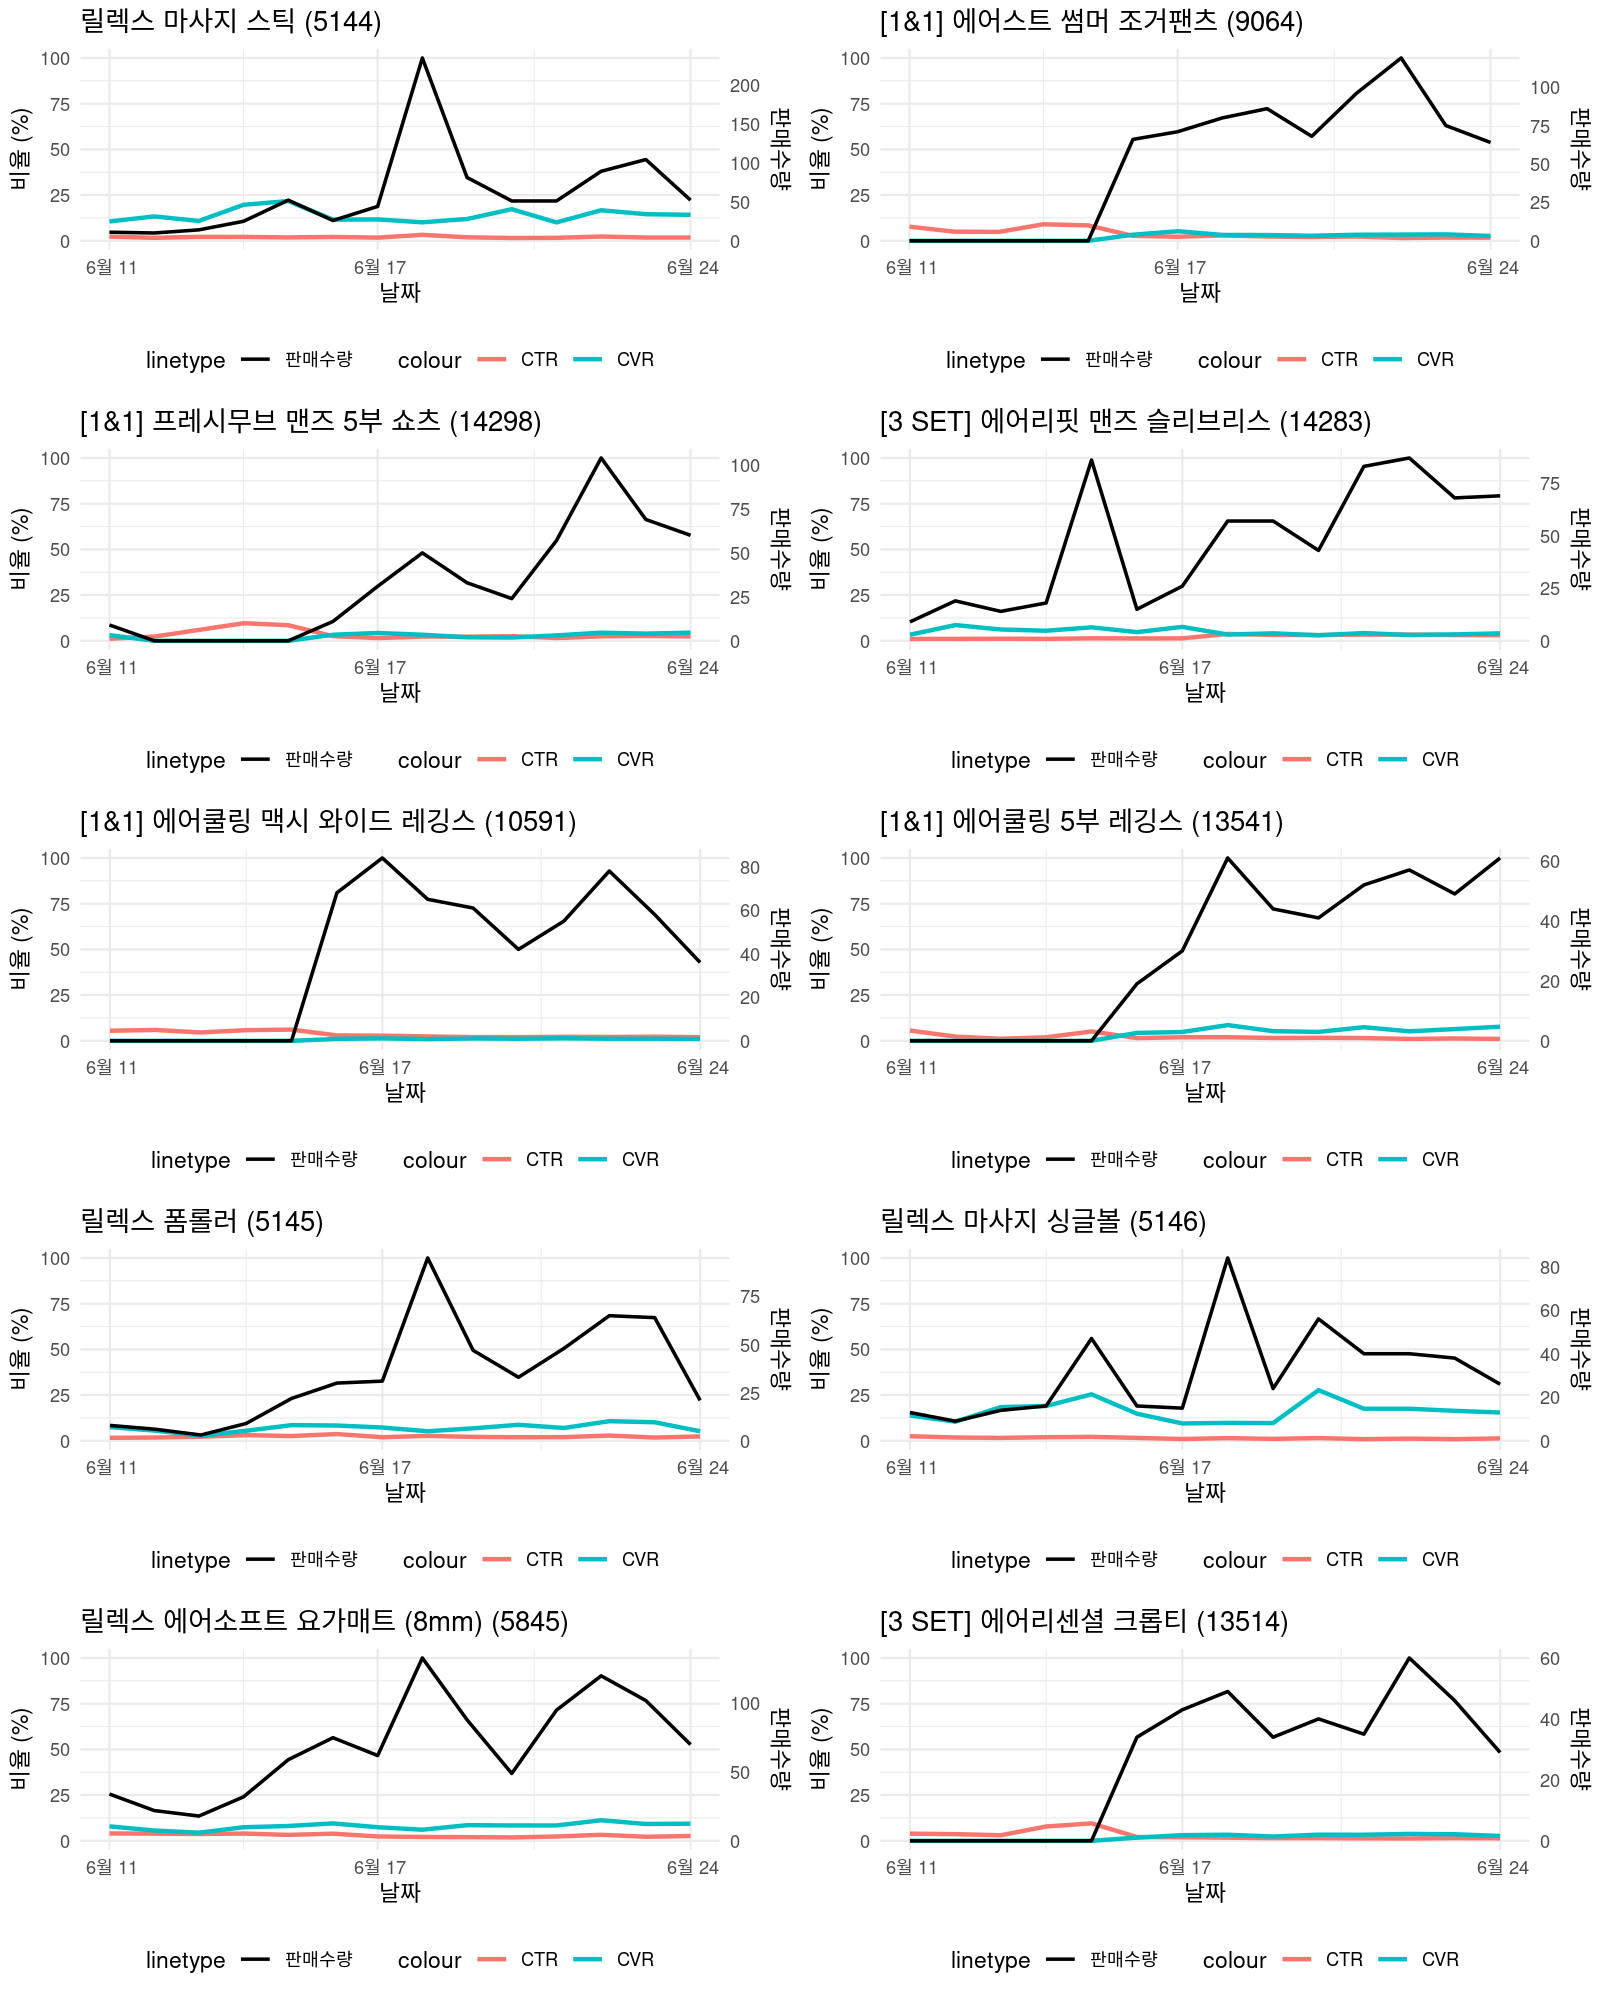 릴렉스 마사지 스틱 (5144)
비율 (%)
100
75
50
25
0
200
150
100
50
0
판매수량
6월 11
6월 17
6월 24
날짜
linetype 판매수량 colour CTR CVR
[1&1] 에어스트 썸머 조거팬츠 (9064)
비율 (%)
100
75
50
25
0
100
75
50
25
0
판매수량
6월 11
6월 17
6월 24
날짜
linetype 판매수량 colour CTR CVR
[1&1] 프레시무브 맨즈 5부 쇼츠 (14298)
비율 (%)
100
75
50
25
0
100
75
50
25
0
판매수량
6월 11
6월 17
6월 24
날짜
linetype 판매수량 colour CTR CVR
[3 SET] 에어리핏 맨즈 슬리브리스 (14283)
비율 (%)
100
75
50
25
0
75
50
25
0
판매수량
6월 11
6월 17
6월 24
날짜
linetype 판매수량 colour CTR CVR
[1&1] 에어쿨링 맥시 와이드 레깅스 (10591)
비율 (%)
100
75
50
25
0
80
60
40
20
0
판매수량
6월 11
6월 17
6월 24
날짜
linetype 판매수량 colour CTR CVR
[1&1] 에어쿨링 5부 레깅스 (13541)
비율 (%)
100
75
50
25
0
60
40
20
0
판매수량
6월 11
6월 17
6월 24
날짜
linetype 판매수량 colour CTR CVR
릴렉스 폼롤러 (5145)
비율 (%)
100
75
50
25
0
75
50
25
0
판매수량
6월 11
6월 17
6월 24
날짜
linetype 판매수량 colour CTR CVR
릴렉스 마사지 싱글볼 (5146)
비율 (%)
100
75
50
25
0
80
60
40
20
0
판매수량
6월 11
6월 17
6월 24
날짜
linetype 판매수량 colour CTR CVR
릴렉스 에어소프트 요가매트 (8mm) (5845)
비율 (%)
100
75
50
25
0
100
50
0
판매수량
6월 11
6월 17
6월 24
날짜
linetype 판매수량 colour CTR CVR
[3 SET] 에어리센셜 크롭티 (13514)
비율 (%)
100
75
50
25
0
60
40
20
0
판매수량
6월 11
6월 17
6월 24
날짜
linetype 판매수량 colour CTR CVR